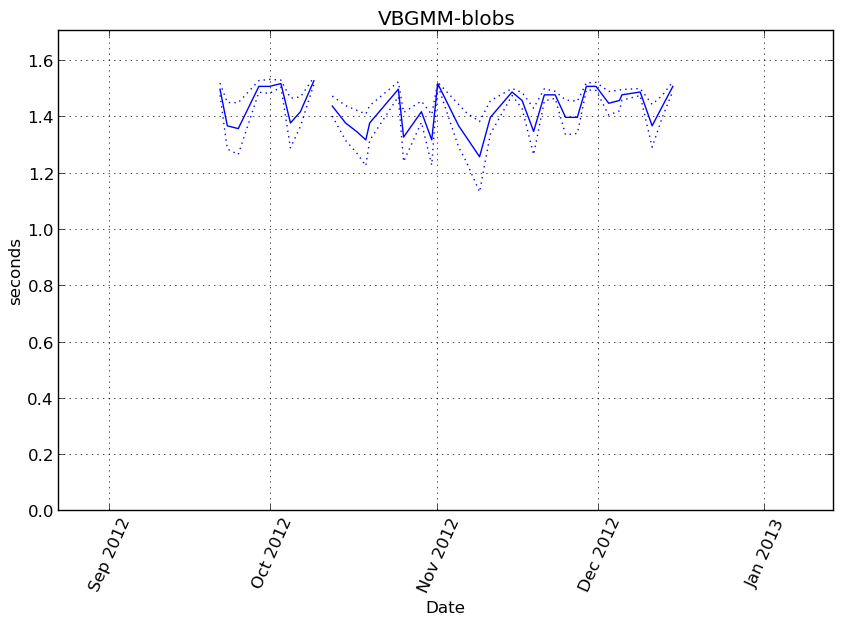 VBGMM-blobs
1.6
1.4
1.2
1.0
0.8
0.6
0.4
0.2
0.0
seconds
Sep 2012
Oct 2012
Nov 2012
Dec 2012
Jan 2013
Date